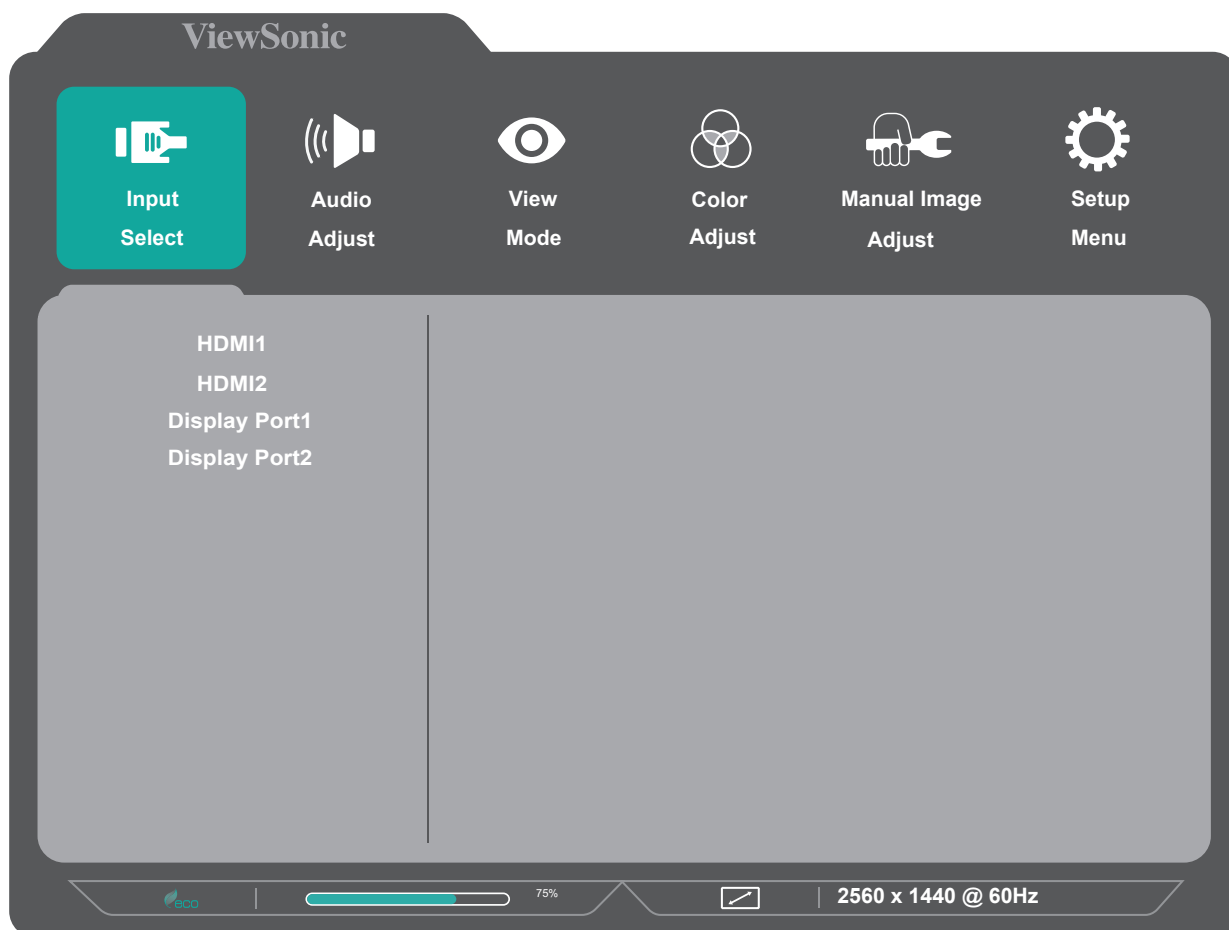 ViewSonic
Input
Select
Audio
Adjust
View
Mode
Color
Adjust
Manual Image
Adjust
Setup
Menu
HDMI1
HDMI2
Display Port1
Display Port2
eco
75%
2560 x 1440 @ 60Hz